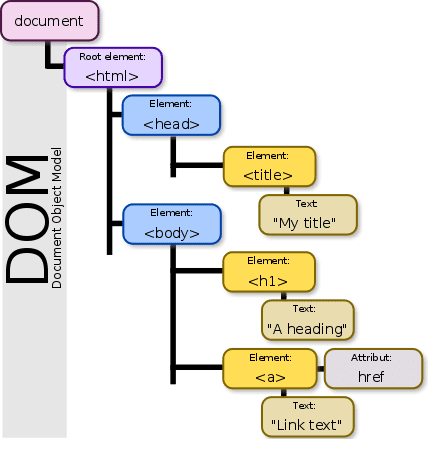 document
Root element:
<html>
Element:
<head>
Element:
<title>
Text:
"My title"
Element:
<body>
Element:
<h1>
Text:
"A heading"
Element:
<a>
Attribut:
href
Text:
"Link text"
DOM
Document Object Model